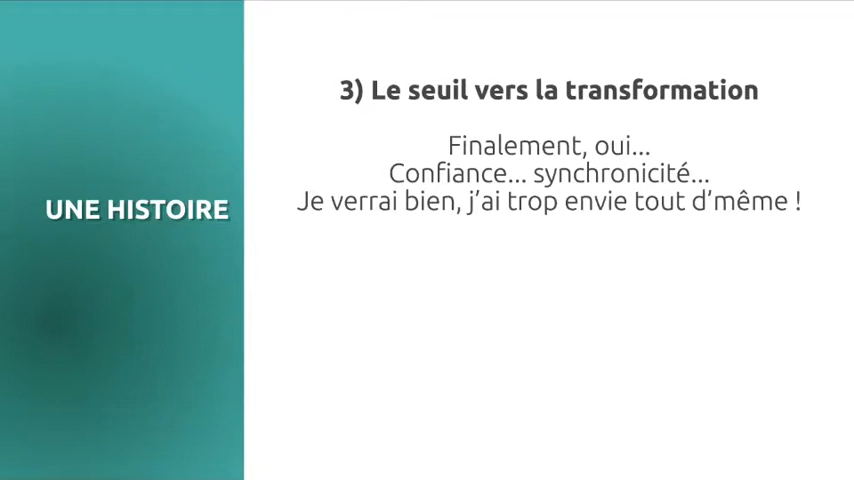 UNE HISTOIRE
3) Le seuil vers la transformation
Finalement, oui...
Confiance... synchronicité...
Je verrai bien, j’ai trop envie tout d’même !